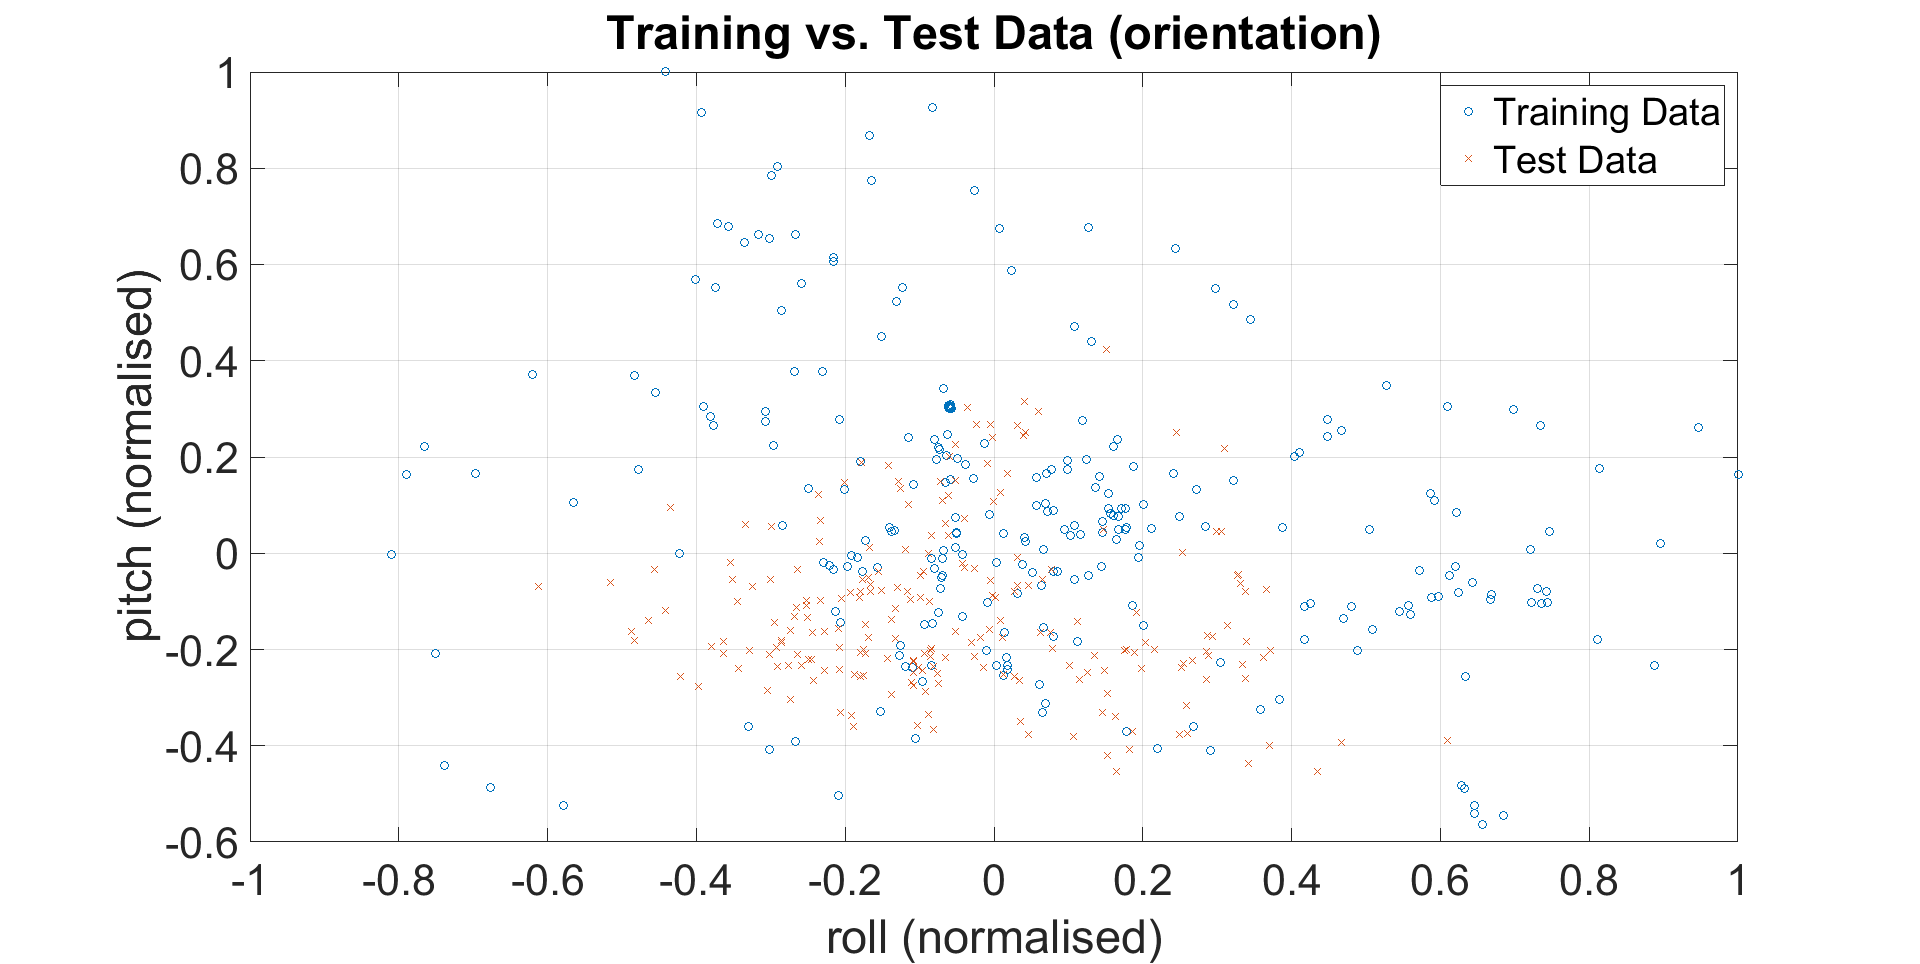 Training vs. Test Data (orientation)
Training Data
Test Data
1
0.8
0.6
0.4
0.2
0
-0.2
-0.4
-0.6
pitch (normalised)
-1 -0.8 -0.6 -0.4 -0.2 0 0.2 0.4 0.6 0.8 1
roll (normalised)